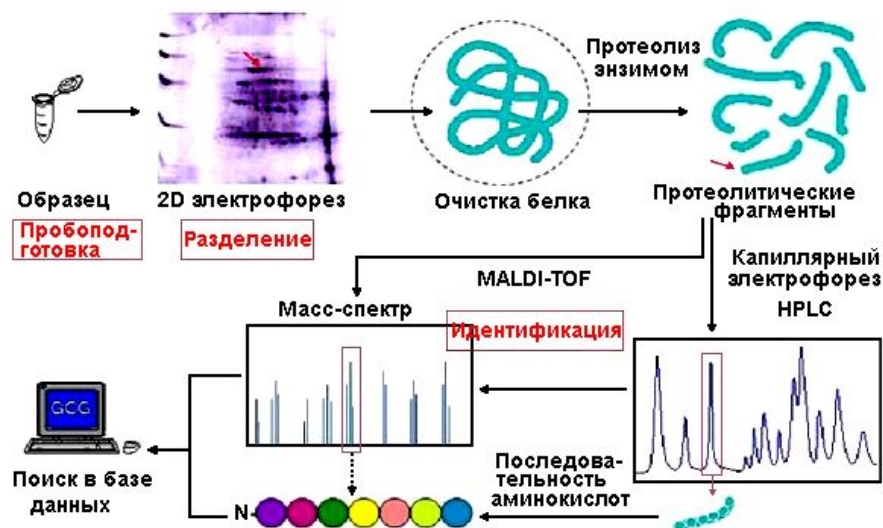 Образец
Пробопод-
готовка
2D электрофорез
Разделение
Очистка белка
Протеолиз
энзимом
Протеолитические
фрагменты
MALDI-TOF
Капиллярный
электрофорез
HPLC
Масс-спектр
Идентификация
GCG
Поиск в базе
данных
Последова-
тельность
аминокислот
N-